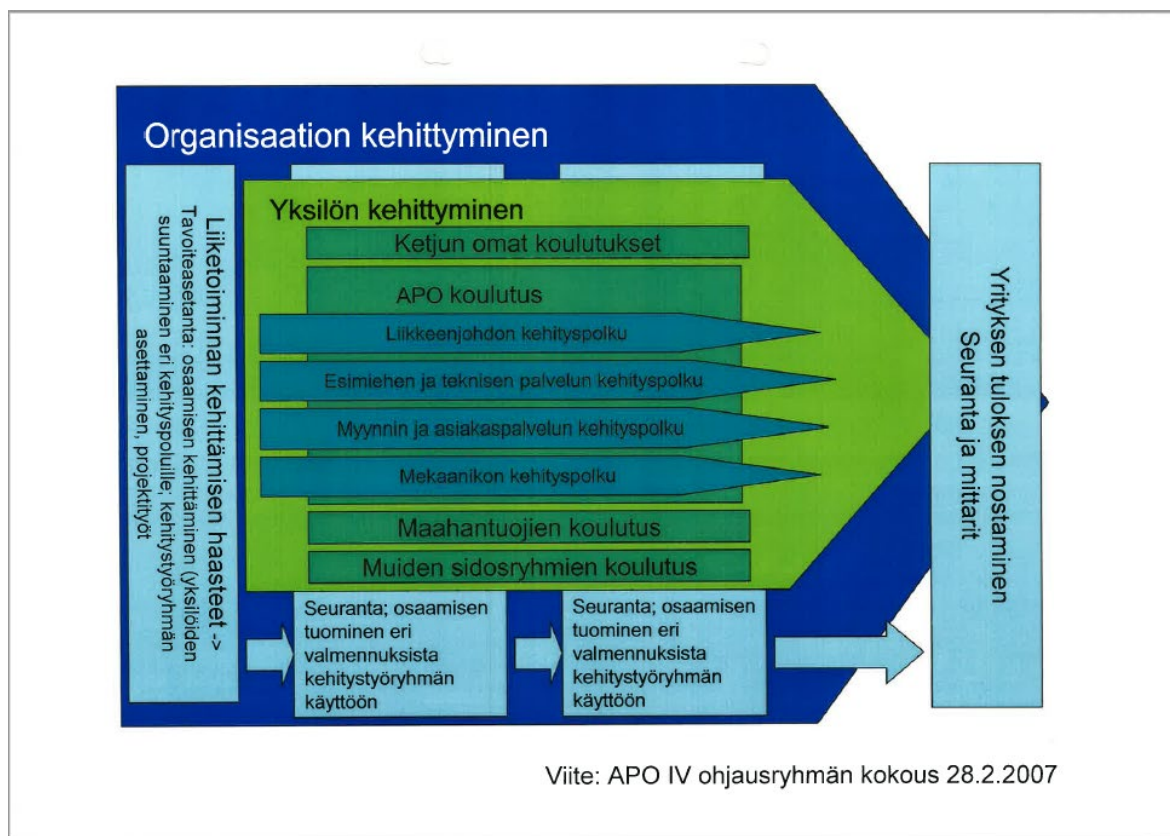 Organisaation kehittyminen
Liiketoiminnan kehittämisen haasteet ->
Tavoiteasetanta: osaamisen kehittäminen (yksilöiden
suuntaaminen eri kehityspoluille; kehitystyöryhmän
asettaminen, projektityöt
Yksilön kehittyminen
Ketjun omat koulutukset
APO koulutus
Liikkeenjohdon kehityspolku
Esimiehen ja teknisen palvelun kehityspolku
Myynnin ja asiakaspalvelun kehityspolku
Mekaanikon kehityspolku
Maahantuojien koulutus
Muiden sidosryhmien koulutus
Seuranta; osaamisen
tuominen eri
valmennuksista
kehitystyöryhmän
käyttöön
Seuranta; osaamisen
tuominen eri
valmennuksista
kehitystyöryhmän
käyttöön
Yrityksen tuloksen nostaminen
Seuranta ja mittarit
Viite: APO IV ohjausryhmän kokous 28.2.2007